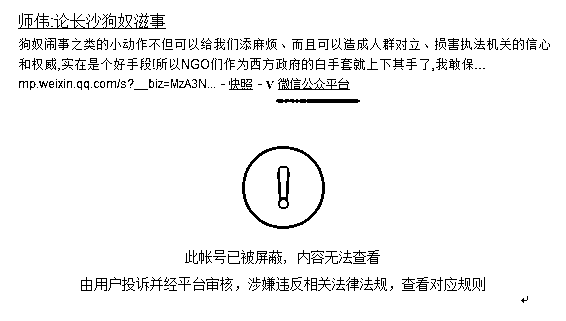 师伟:论长沙狗奴滋事
狗奴闹事之类的小动作不但可以给我们添麻烦、而且可以造成人群对立、损害执法机关的信心
和权威,实在是个好手段!所以NGO们作为西方政府的白手套就上下其手了,我敢保...
mp.weixin.qq.com/s?__biz=MzA3N... - 快照 - V 微信公众平台
此帐号已被屏蔽，内容无法查看
由用户投诉并经平台审核，涉嫌违反相关法律法规，查看对应规则